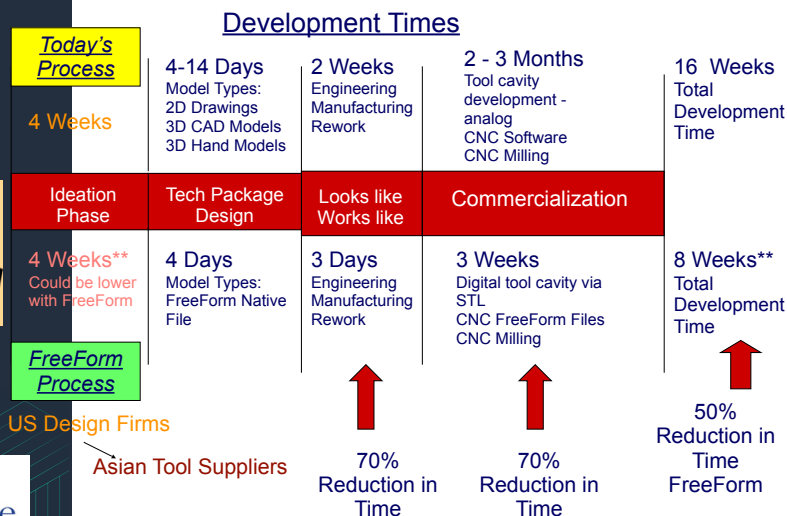 Development Times
Today's
Process
4 Weeks
4-14 Days
Model Types:
2D Drawings
3D CAD Models
3D Hand Models
2 Weeks
Engineering
Manufacturing
Rework
2 - 3 Months
Tool cavity
development -
analog
CNC Software
CNC Milling
16 Weeks
Total
Development
Time
Ideation
Phase
Tech Package
Design
Looks like
Works like
Commercialization
4 Weeks**
Could be lower
with FreeForm
4 Days
Model Types:
FreeForm Native
File
3 Days
Engineering
Manufacturing
Rework
3 Weeks
Digital tool cavity via
STL
CNC FreeForm Files
CNC Milling
8 Weeks**
Total
Development
Time
FreeForm
Process
US Design Firms
Asian Tool Suppliers
70%
Reduction in
Time
70%
Reduction in
Time
50%
Reduction in
Time
FreeForm